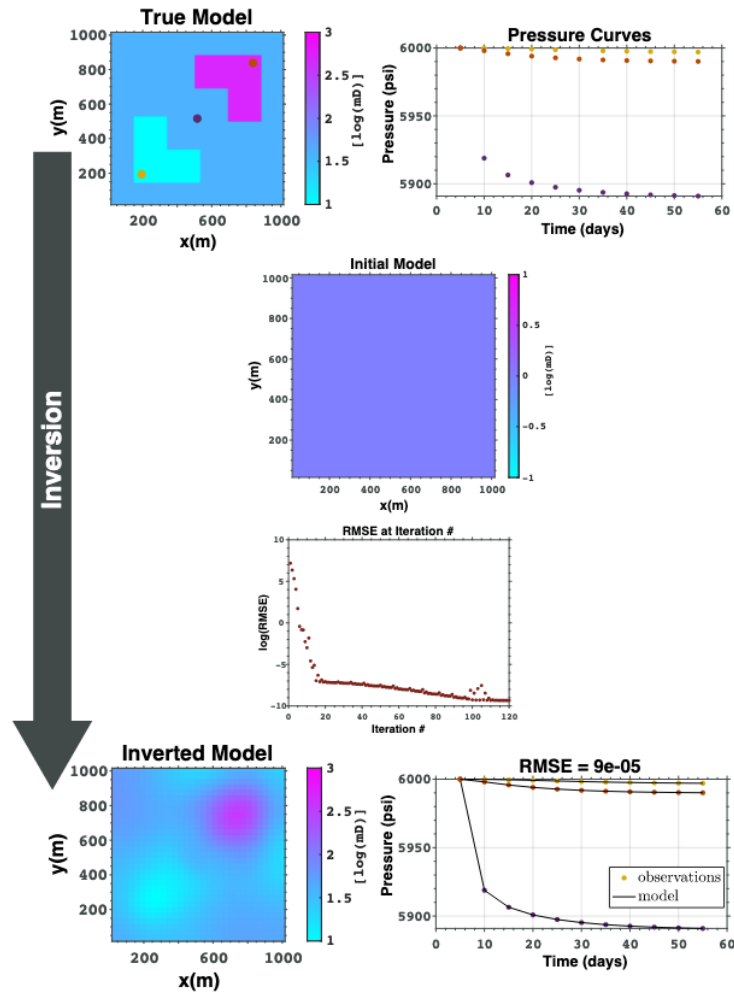 True Model
1000
800
600
400
200
y(m)
200
600
1000
x(m)
3
2.5
2
1.5
1
[log(mD)]
Pressure Curves
6000
5950
5900
Pressure (psi)
0 10 20 30 40 50 60
Time (days)
Inversion
Initial Model
1000
800
600
400
200
y(m)
200 400 600 800 1000
x(m)
1
0.5
0
−0.5
−1
[log(mD)]
RMSE at Iteration #
10
5
0
−5
−10
log(RMSE)
0 20 40 60 80 100 120
Iteration #
Inverted Model
1000
800
600
400
200
y(m)
200 600 1000
x(m)
3
2.5
2
1.5
1
[log(mD)]
RMSE = 9e-05
6000
5950
5900
Pressure (psi)
observations
model
0 10 20 30 40 50 60
Time (days)